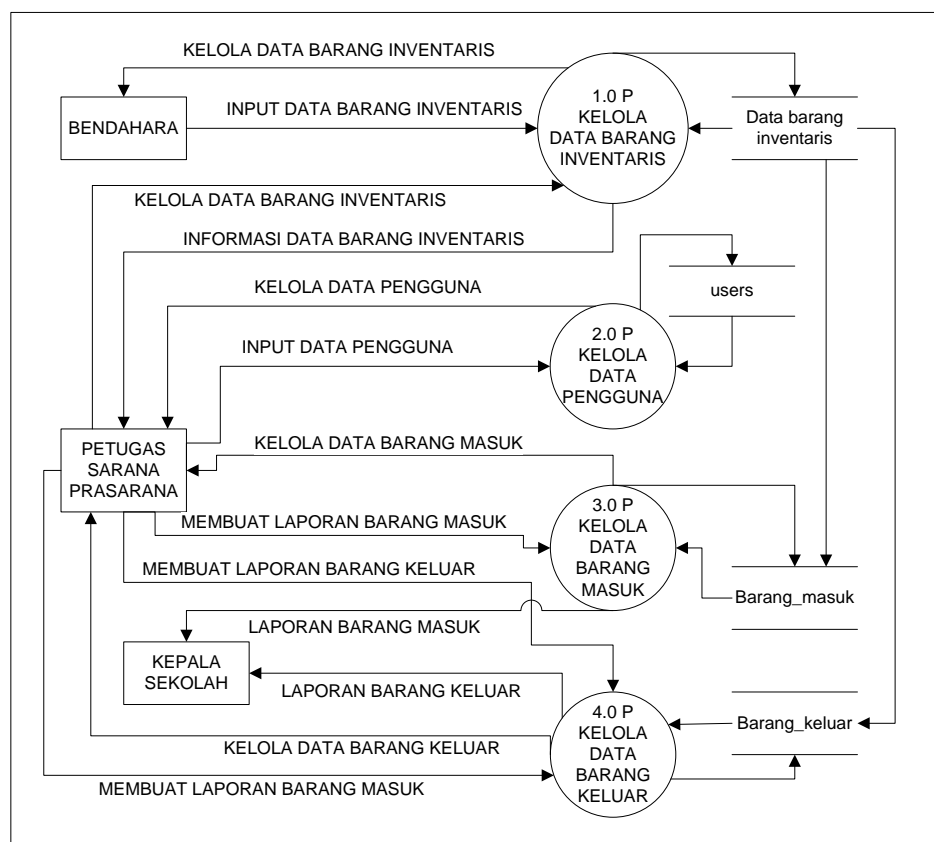 KELOLA DATA BARANG INVENTARIS
BENDAHARA
INPUT DATA BARANG INVENTARIS
1.0 P
KELOLA
DATA BARANG
INVENTARIS
Data barang
inventaris
KELOLA DATA BARANG INVENTARIS
INFORMASI DATA BARANG INVENTARIS
KELOLA DATA PENGGUNA
users
INPUT DATA PENGGUNA
2.0 P
KELOLA
DATA
PENGGUNA
PETUGAS
SARANA
PRASARANA
KELOLA DATA BARANG MASUK
MEMBUAT LAPORAN BARANG MASUK
3.0 P
KELOLA
DATA
BARANG
MASUK
MEMBUAT LAPORAN BARANG KELUAR
Barang_masuk
LAPORAN BARANG MASUK
KEPALA
SEKOLAH
LAPORAN BARANG KELUAR
4.0 P
KELOLA
DATA
BARANG
KELUAR
Barang_keluar
KELOLA DATA BARANG KELUAR
MEMBUAT LAPORAN BARANG MASUK